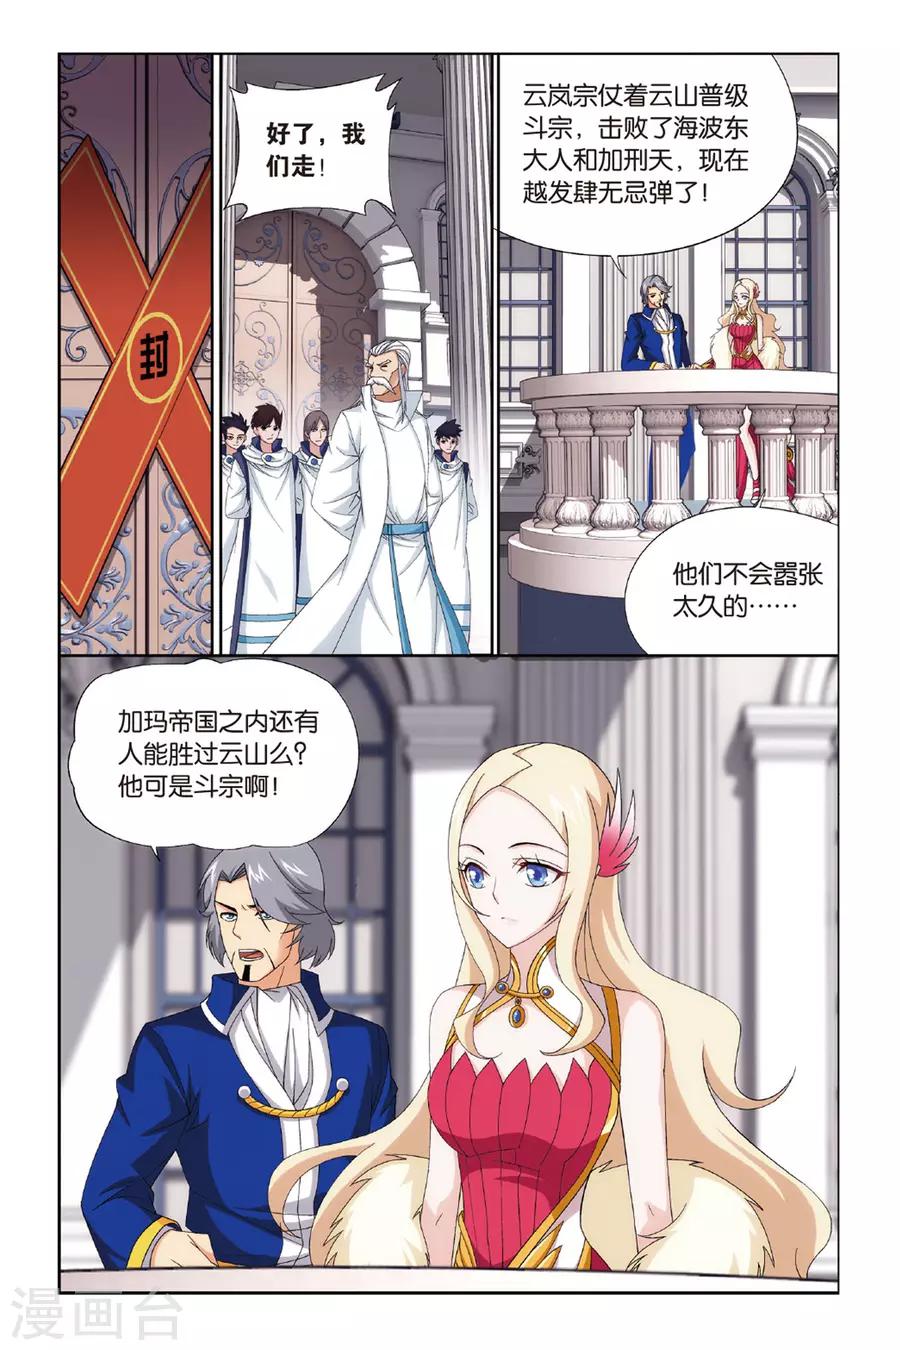 封
好了，我
们走！
云岚宗仗着云山普级
斗宗，击败了海波东
大人和加刑天，现在
越发肆无忌弹了！
他们不会嚣张
太久的……
加玛帝国之内还有
人能胜过云山么？
他可是斗宗啊！
漫画台